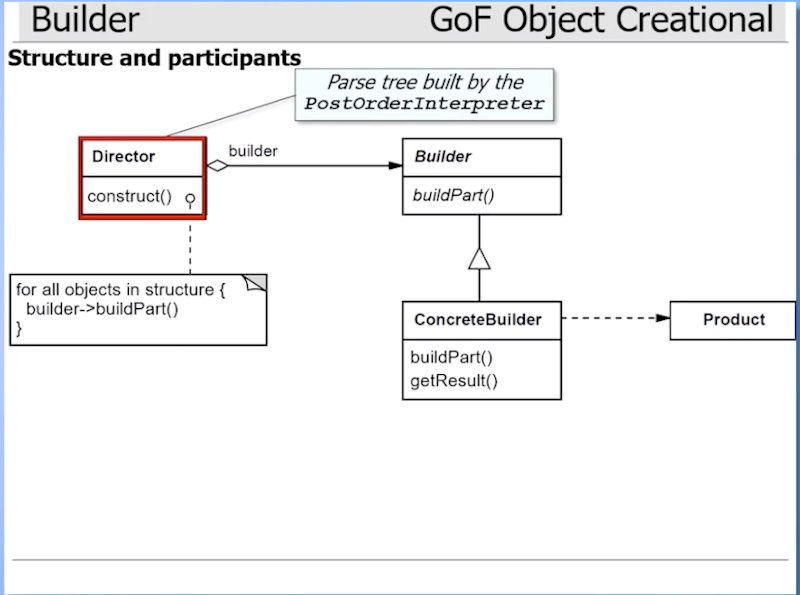 Builder
GoF Object Creational
Structure and participants
Parse tree built by the
PostOrderInterpreter
Director
builder
Builder
construct()
buildPart()
for all objects in structure {
builder->buildPart()
}
ConcreteBuilder
Product
buildPart()
getResult()